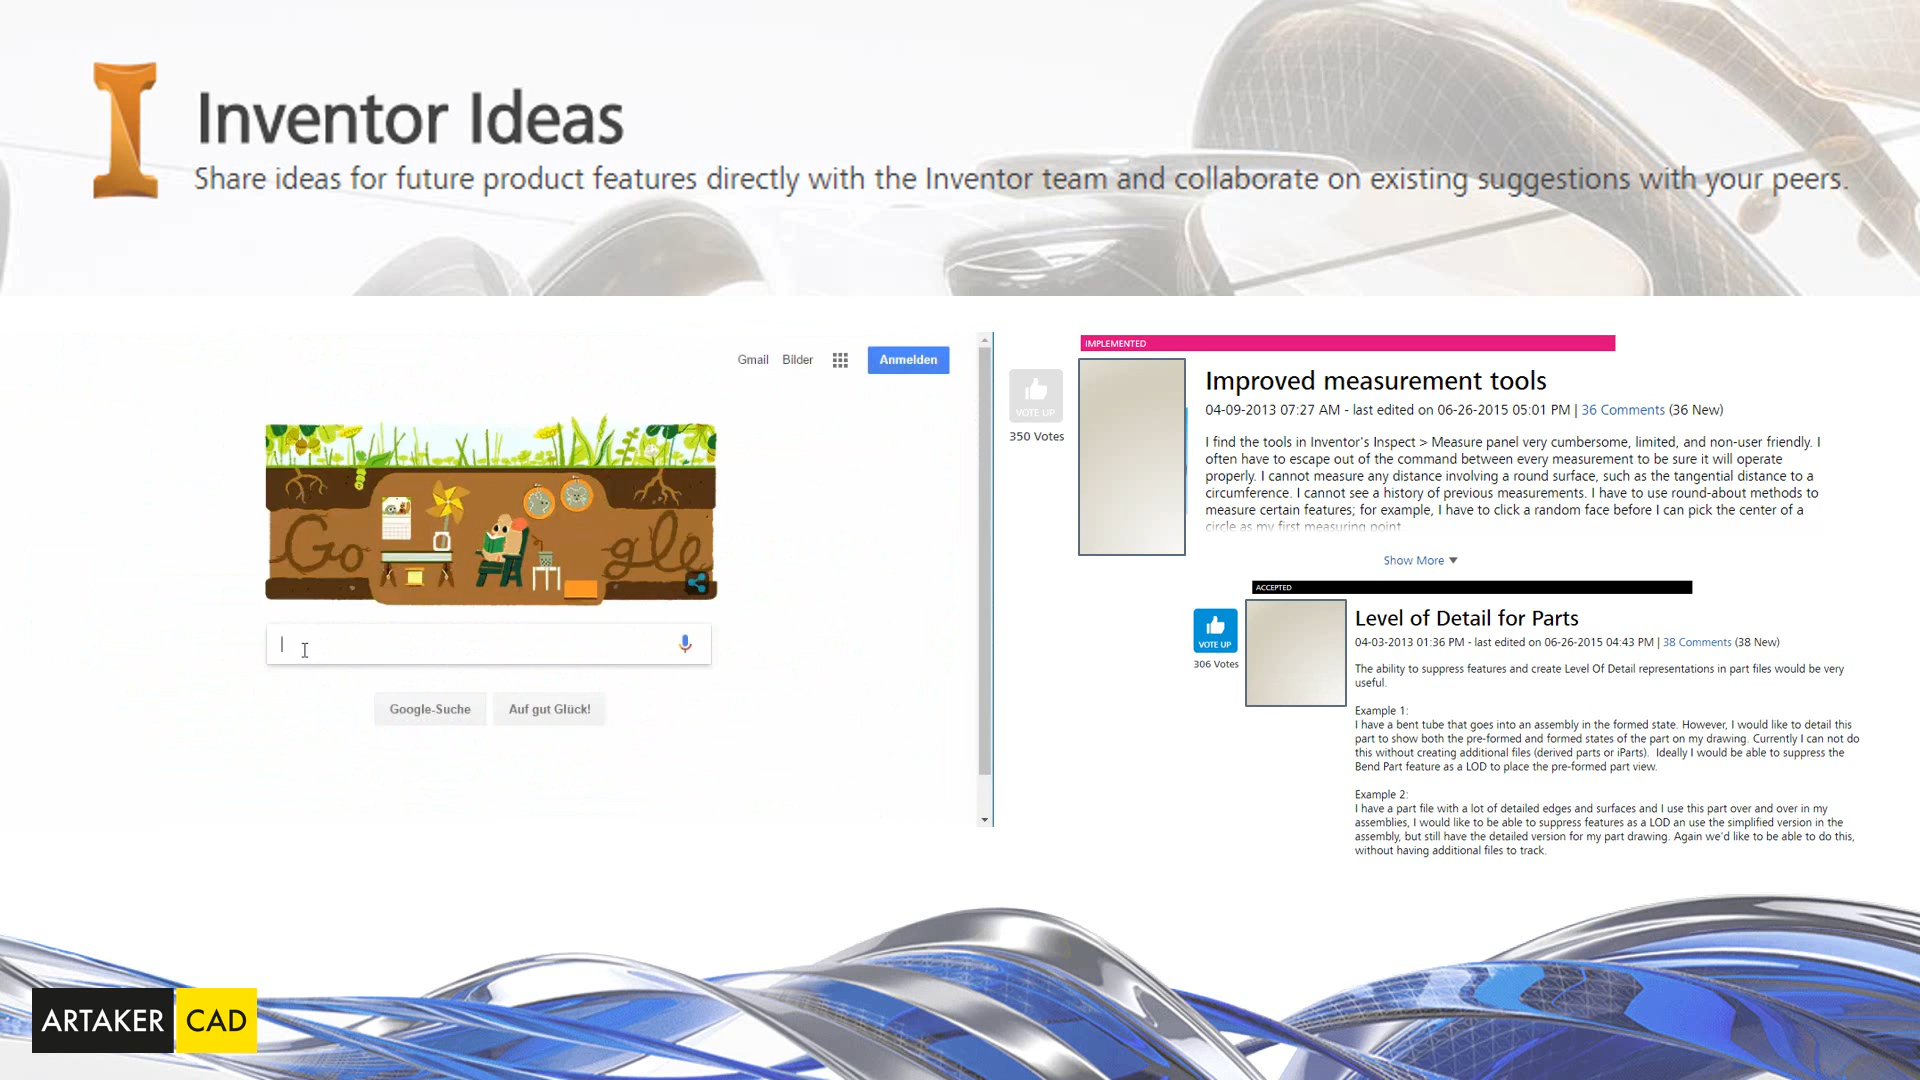 Inventor Ideas
Share ideas for future product features directly with the Inventor team and collaborate on existing suggestions with your peers.
Gmail Bilder Anmelden
Go gle
Google-Suche Auf gut Glück!
IMPLEMENTED
VOTE UP
350 Votes
Improved measurement tools
04-09-2013 07:27 AM - last edited on 06-26-2015 05:01 PM | 36 Comments (36 New)
I find the tools in Inventor's Inspect > Measure panel very cumbersome, limited, and non-user friendly. I
often have to escape out of the command between every measurement to be sure it will operate
properly. I cannot measure any distance involving a round surface, such as the tangential distance to a
circumference. I cannot see a history of previous measurements. I have to use round-about methods to
measure certain features; for example, I have to click a random face before I can pick the center of a
circle as my first measuring point
Show More
ACCEPTED
VOTE UP
306 Votes
Level of Detail for Parts
04-03-2013 01:36 PM - last edited on 06-26-2015 04:43 PM | 38 Comments (38 New)
The ability to suppress features and create Level Of Detail representations in part files would be very
useful.
Example 1:
I have a bent tube that goes into an assembly in the formed state. However, I would like to detail this
part to show both the pre-formed and formed states of the part on my drawing. Currently I can not do
this without creating additional files (derived parts or iParts). Ideally I would be able to suppress the
Bend Part feature as a LOD to place the pre-formed part view.
Example 2:
I have a part file with a lot of detailed edges and surfaces and I use this part over and over in my
assemblies, I would like to be able to suppress features as a LOD an use the simplified version in the
assembly, but still have the detailed version for my part drawing. Again we'd like to be able to do this,
without having additional files to track.
ARTAKER CAD